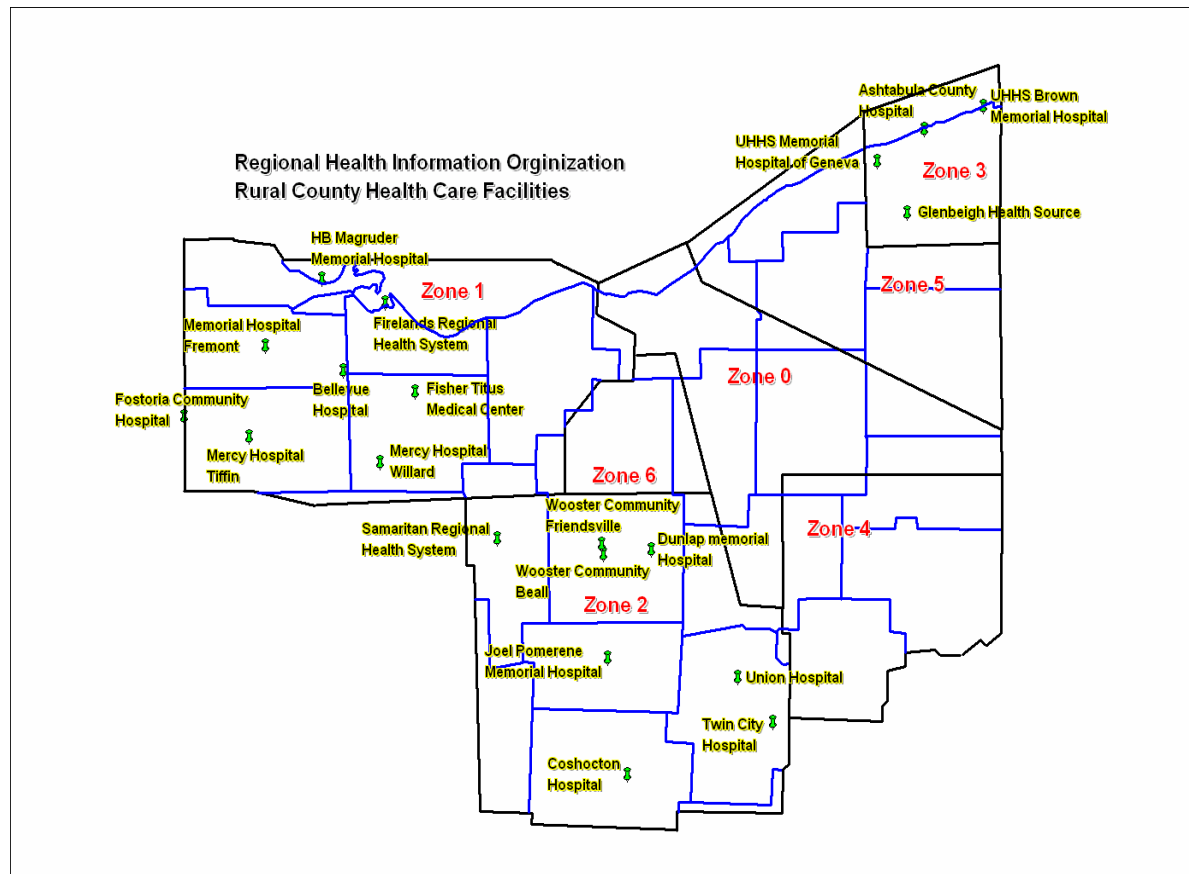 Ashtabula County
Hospital
UHHS Brown
Memorial Hospital
UHHS Memorial
Hospital of Geneva
Regional Health Information Orginization
Rural County Health Care Facilities
Zone 3
Glenbeigh Health Source
HB Magruder
Memorial Hospital
Zone 1
Zone 5
Memorial Hospital
Fremont
Firelands Regional
Health System
Zone 0
Fostoria Community
Hospital
Bellevue
Hospital
Fisher Titus
Medical Center
Mercy Hospital
Tiffin
Mercy Hospital
Willard
Zone 6
Wooster Community
Friendsville
Samaritan Regional
Health System
Dunlap memorial
Hospital
Zone 4
Wooster Community
Beall
Zone 2
Joel Pomerene
Memorial Hospital
Union Hospital
Twin City
Hospital
Coshocton
Hospital